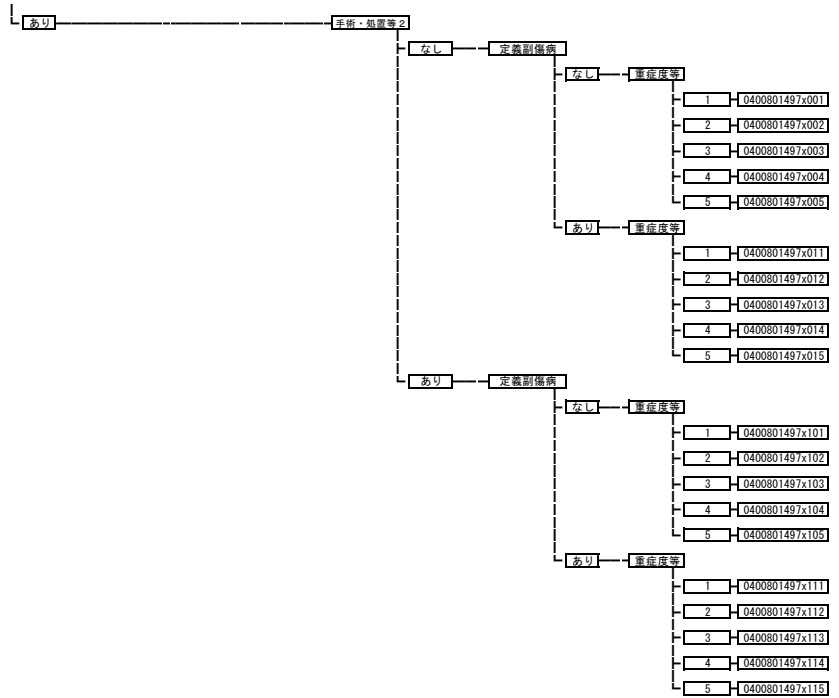 あり 手術・処置等2
なし 定義副傷病
なし 重症度等
1 0400801497x001
2 0400801497x002
3 0400801497x003
4 0400801497x004
5 0400801497x005
あり 重症度等
1 0400801497x011
2 0400801497x012
3 0400801497x013
4 0400801497x014
5 0400801497x015
あり 定義副傷病
なし 重症度等
1 0400801497x101
2 0400801497x102
3 0400801497x103
4 0400801497x104
5 0400801497x105
あり 重症度等
1 0400801497x111
2 0400801497x112
3 0400801497x113
4 0400801497x114
5 0400801497x115